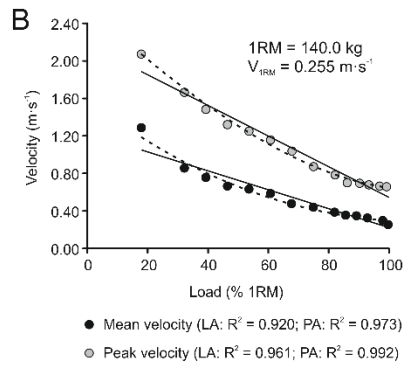 B
1RM = 140.0 kg
V1RM = 0.255 m·s-1
Velocity (m·s-1)
2.40
2.00
1.60
1.20
0.80
0.40
0.00
0 20 40 60 80 100
Load (% 1RM)
Mean velocity (LA: R² = 0.920; PA: R² = 0.973)
Peak velocity (LA: R² = 0.961; PA: R² = 0.992)